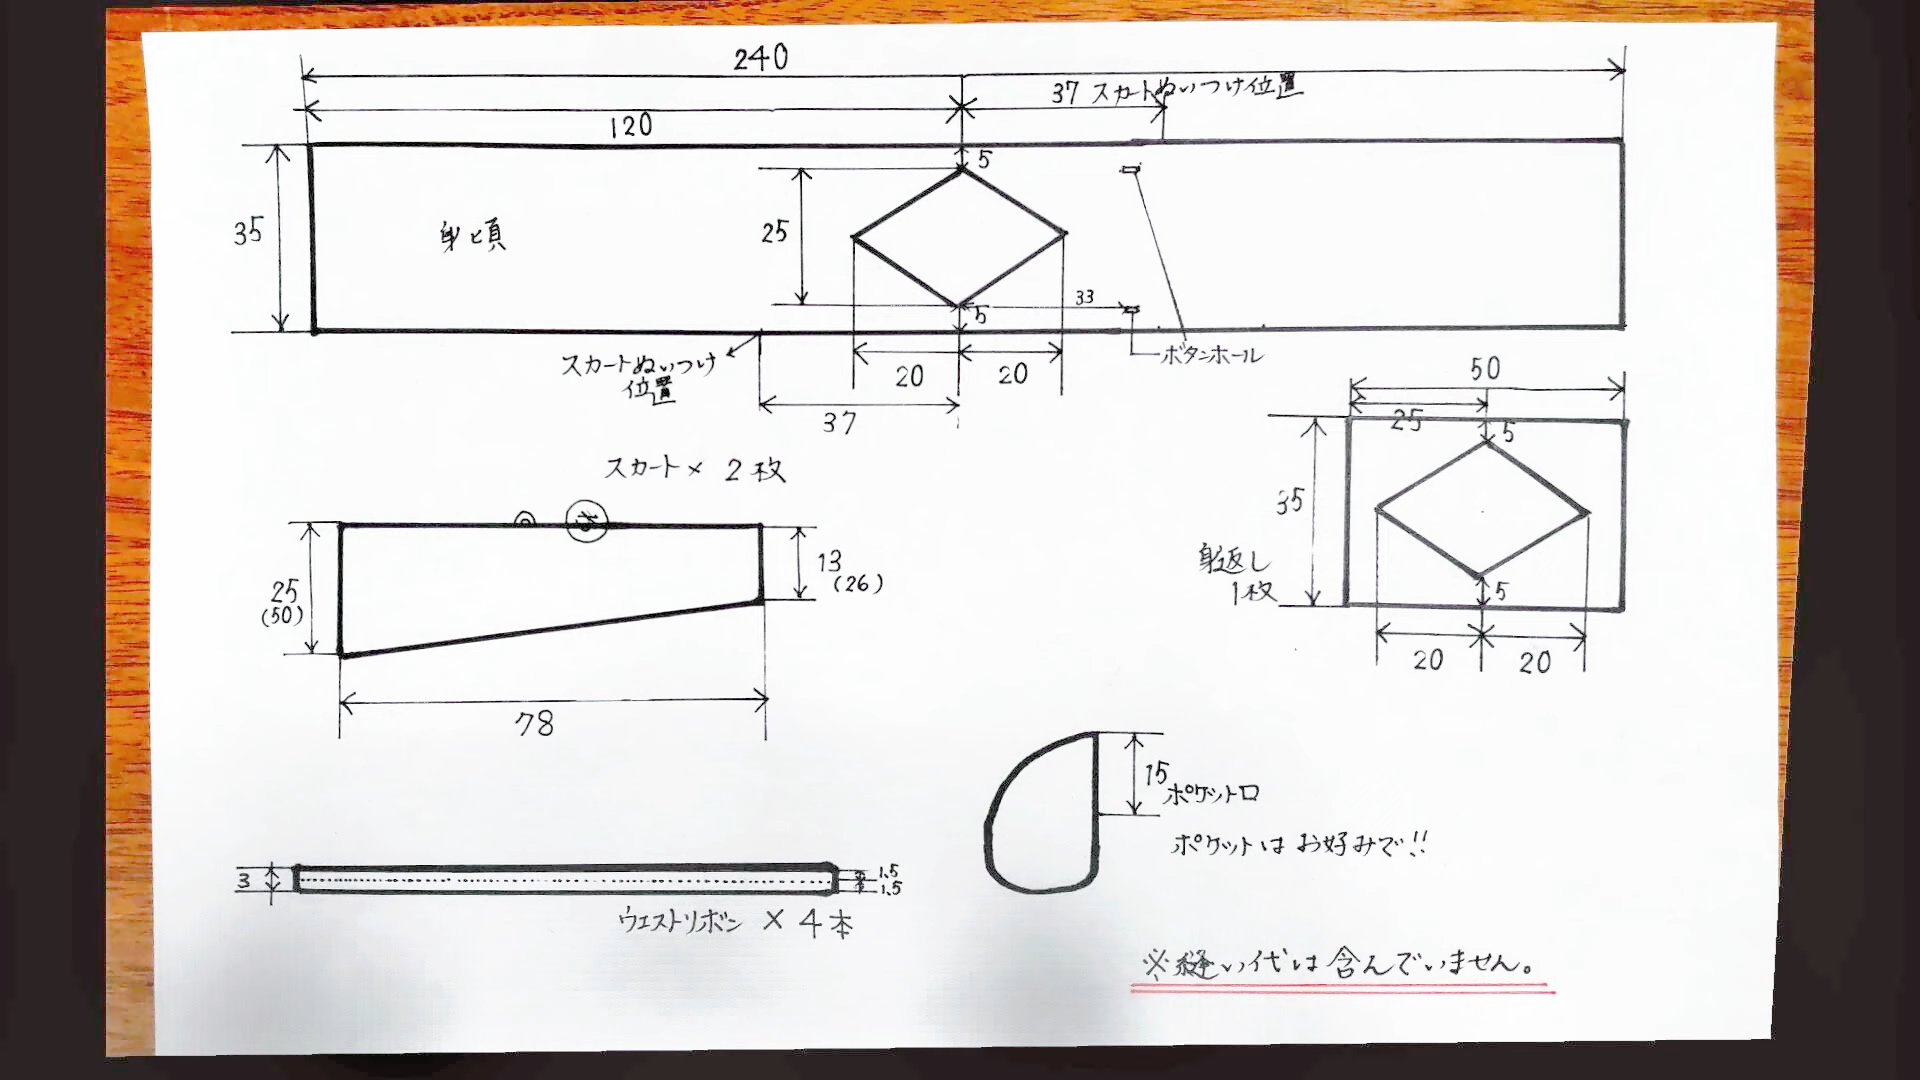 240
37 スカートぬいつけ位置
120
5
35
身頃
25
33
5
スカートぬいつけ
位置
ボタンホール
20
20
37
50
25
5
スカート× 2枚
35
25
(50)
13
(26)
身返し
1枚
5
20
20
78
15
ポケット口
ポケットは お好みで!!
3
1.5
1.5
ウエストリボン × 4本
※縫い代は含んでいません。